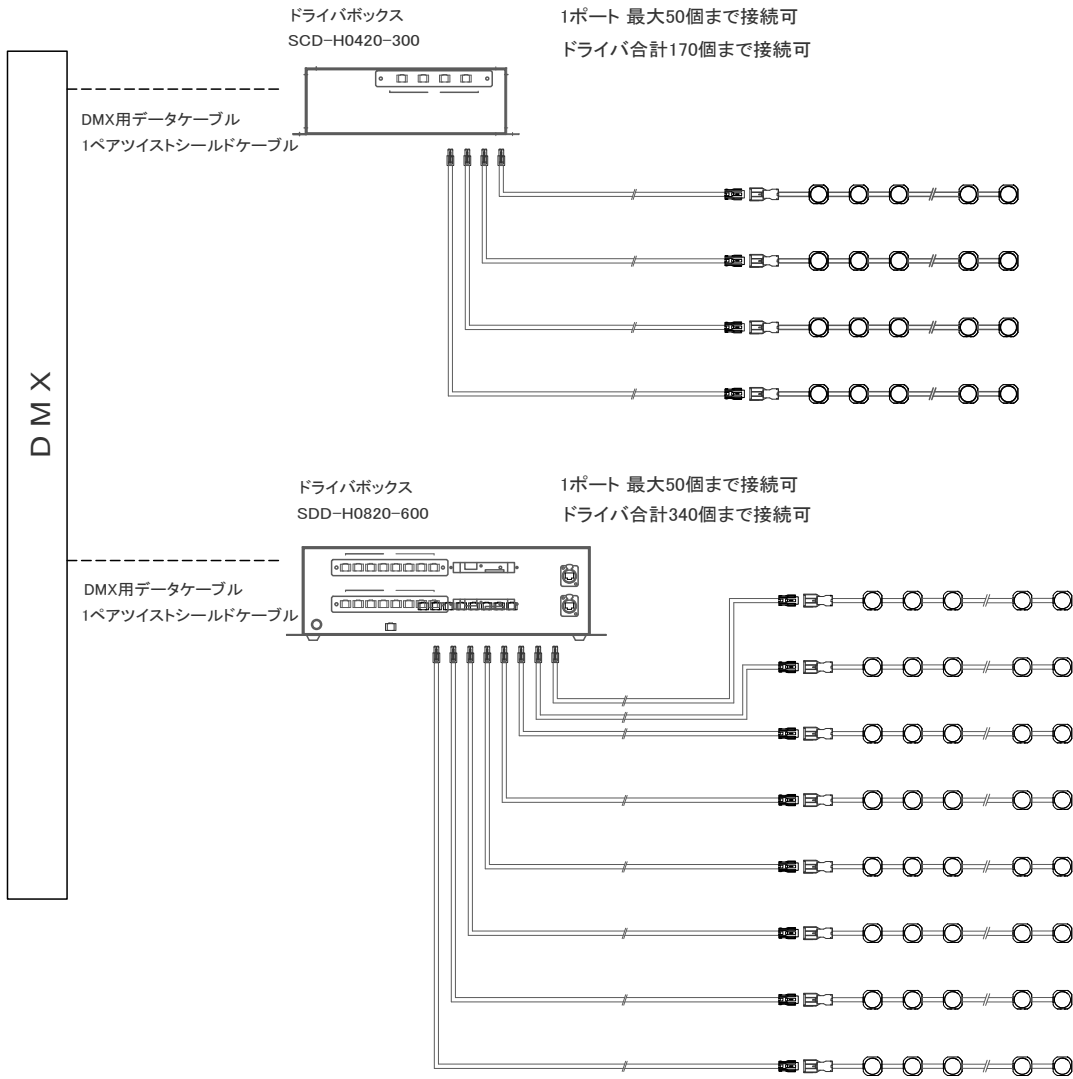 ドライバボックス
SCD-H0420-300
1ポート 最大50個まで接続可
ドライバ合計170個まで接続可
DMX用データケーブル
1ペアツイストシールドケーブル
DMX
ドライバボックス
SDD-H0820-600
1ポート 最大50個まで接続可
ドライバ合計340個まで接続可
DMX用データケーブル
1ペアツイストシールドケーブル